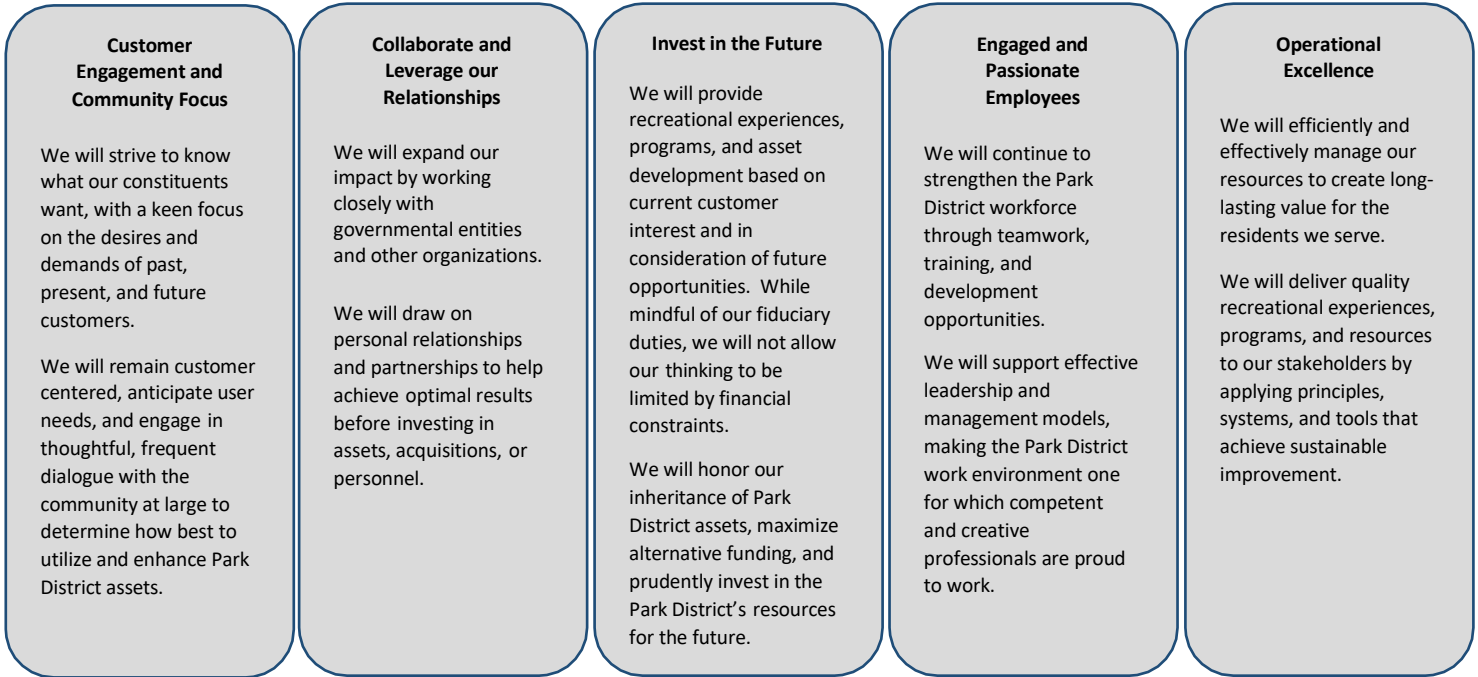 Customer
Engagement and
Community Focus
We will strive to know
what our constituents
want, with a keen focus
on the desires and
demands of past,
present, and future
customers.
We will remain customer
centered, anticipate user
needs, and engage in
thoughtful, frequent
dialogue with the
community at large to
determine how best to
utilize and enhance Park
District assets.
Collaborate and
Leverage our
Relationships
We will expand our
impact by working
closely with
governmental entities
and other organizations.
We will draw on
personal relationships
and partnerships to help
achieve optimal results
before investing in
assets, acquisitions, or
personnel.
Invest in the Future
We will provide
recreational experiences,
programs, and asset
development based on
current customer
interest and in
consideration of future
opportunities. While
mindful of our fiduciary
duties, we will not allow
our thinking to be
limited by financial
constraints.
We will honor our
inheritance of Park
District assets, maximize
alternative funding, and
prudently invest in the
Park District’s resources
for the future.
Engaged and
Passionate
Employees
We will continue to
strengthen the Park
District workforce
through teamwork,
training, and
development
opportunities.
We will support effective
leadership and
management models,
making the Park District
work environment one
for which competent
and creative
professionals are proud
to work.
Operational
Excellence
We will efficiently and
effectively manage our
resources to create long-
lasting value for the
residents we serve.
We will deliver quality
recreational experiences,
programs, and resources
to our stakeholders by
applying principles,
systems, and tools that
achieve sustainable
improvement.